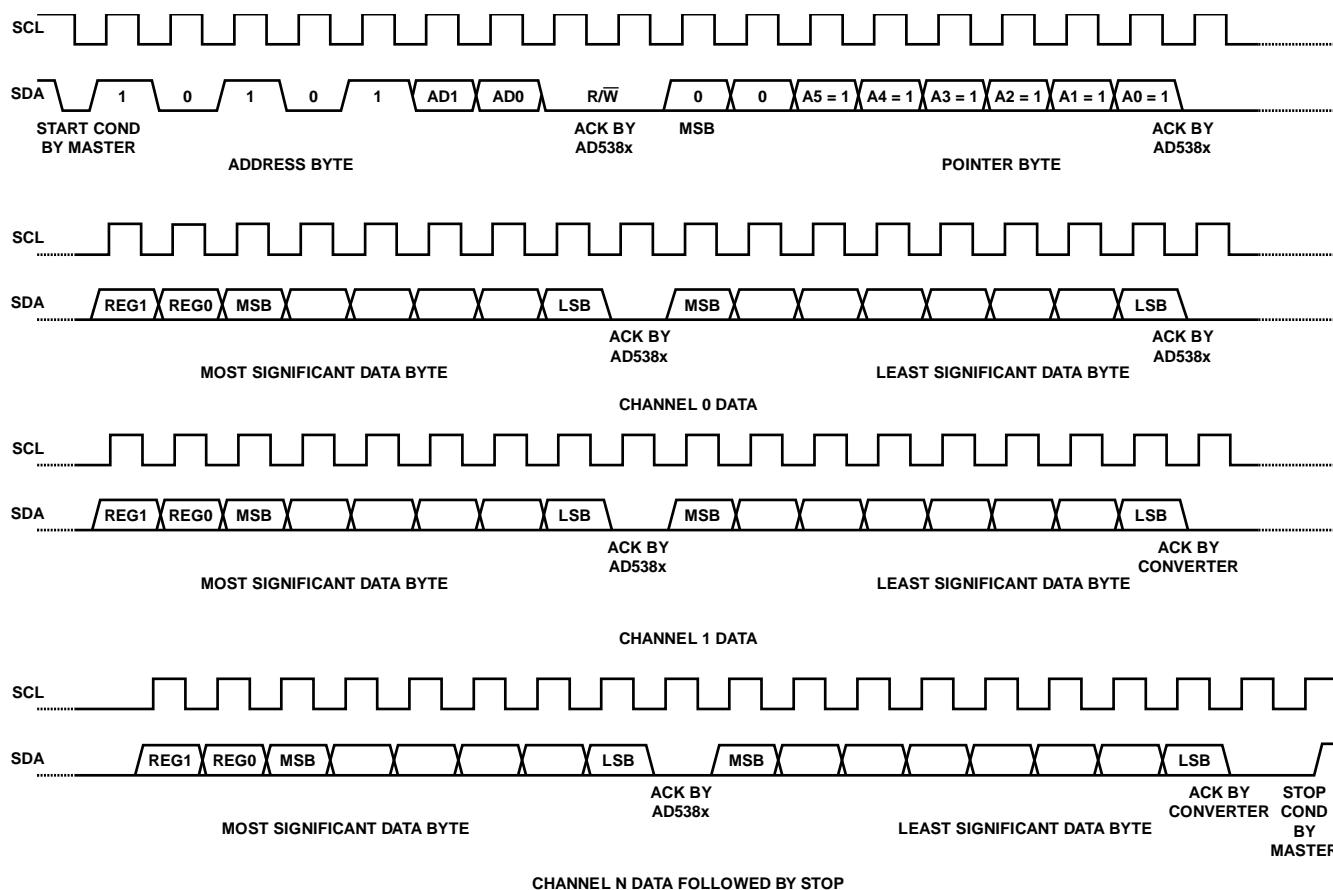 SCL
SDA 1 0 1 0 1 AD1 AD0 R/W̅ 0 0 A5 = 1 A4 = 1 A3 = 1 A2 = 1 A1 = 1 A0 = 1
START COND
BY MASTER
ACK BY
AD538x
MSB
ACK BY
AD538x
ADDRESS BYTE
POINTER BYTE
SCL
SDA REG1 REG0 MSB LSB MSB LSB
ACK BY
AD538x
ACK BY
AD538x
MOST SIGNIFICANT DATA BYTE
LEAST SIGNIFICANT DATA BYTE
CHANNEL 0 DATA
SCL
SDA REG1 REG0 MSB LSB MSB LSB
ACK BY
AD538x
ACK BY
CONVERTER
MOST SIGNIFICANT DATA BYTE
LEAST SIGNIFICANT DATA BYTE
CHANNEL 1 DATA
SCL
SDA REG1 REG0 MSB LSB MSB LSB
ACK BY
AD538x
ACK BY
CONVERTER
STOP
COND
BY
MASTER
MOST SIGNIFICANT DATA BYTE
LEAST SIGNIFICANT DATA BYTE
CHANNEL N DATA FOLLOWED BY STOP